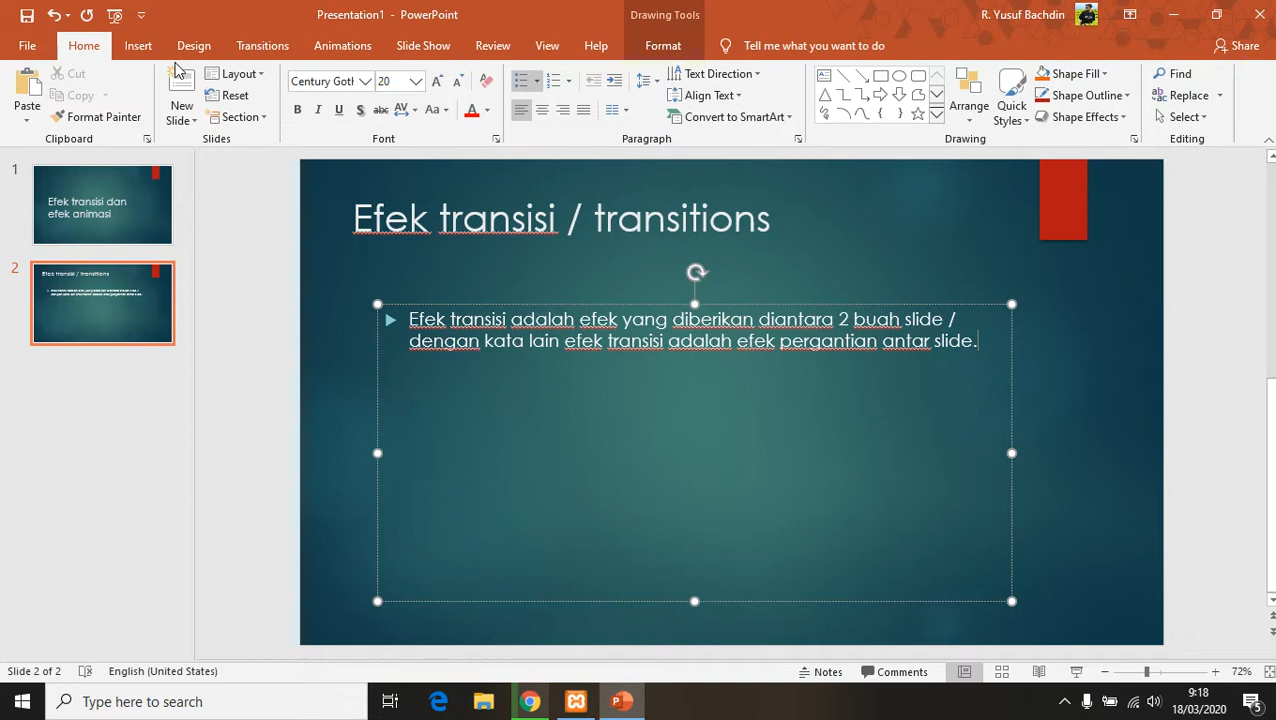 Presentation1 - PowerPoint
Drawing Tools
R. Yusuf Bachdin
File Home Insert Design Transitions Animations Slide Show Review View Help Format Tell me what you want to do Share
Paste
Cut
Copy
Format Painter
Clipboard
New Slide
Layout
Reset
Section
Slides
Century Goth 20
B I U S abc AV Aa A
Font
Text Direction
Align Text
Convert to SmartArt
Paragraph
Arrange
Quick Styles
Shape Fill
Shape Outline
Shape Effects
Drawing
Find
Replace
Select
Editing
1
Efek transisi dan
efek animasi
2
Efek transisi / transitions
Efek transisi / transitions
Efek transisi adalah efek yang diberikan diantara 2 buah slide /
dengan kata lain efek transisi adalah efek pergantian antar slide.
Slide 2 of 2 English (United States) Notes Comments 72%
Type here to search
9:18
18/03/2020
5